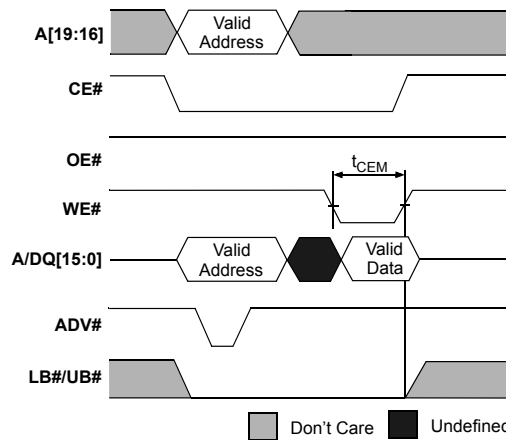 A[19:16]
Valid
Address
CE#
OE#
tCEM
WE#
A/DQ[15:0]
Valid
Address
Valid
Data
ADV#
LB#/UB#
Don't Care
Undefined